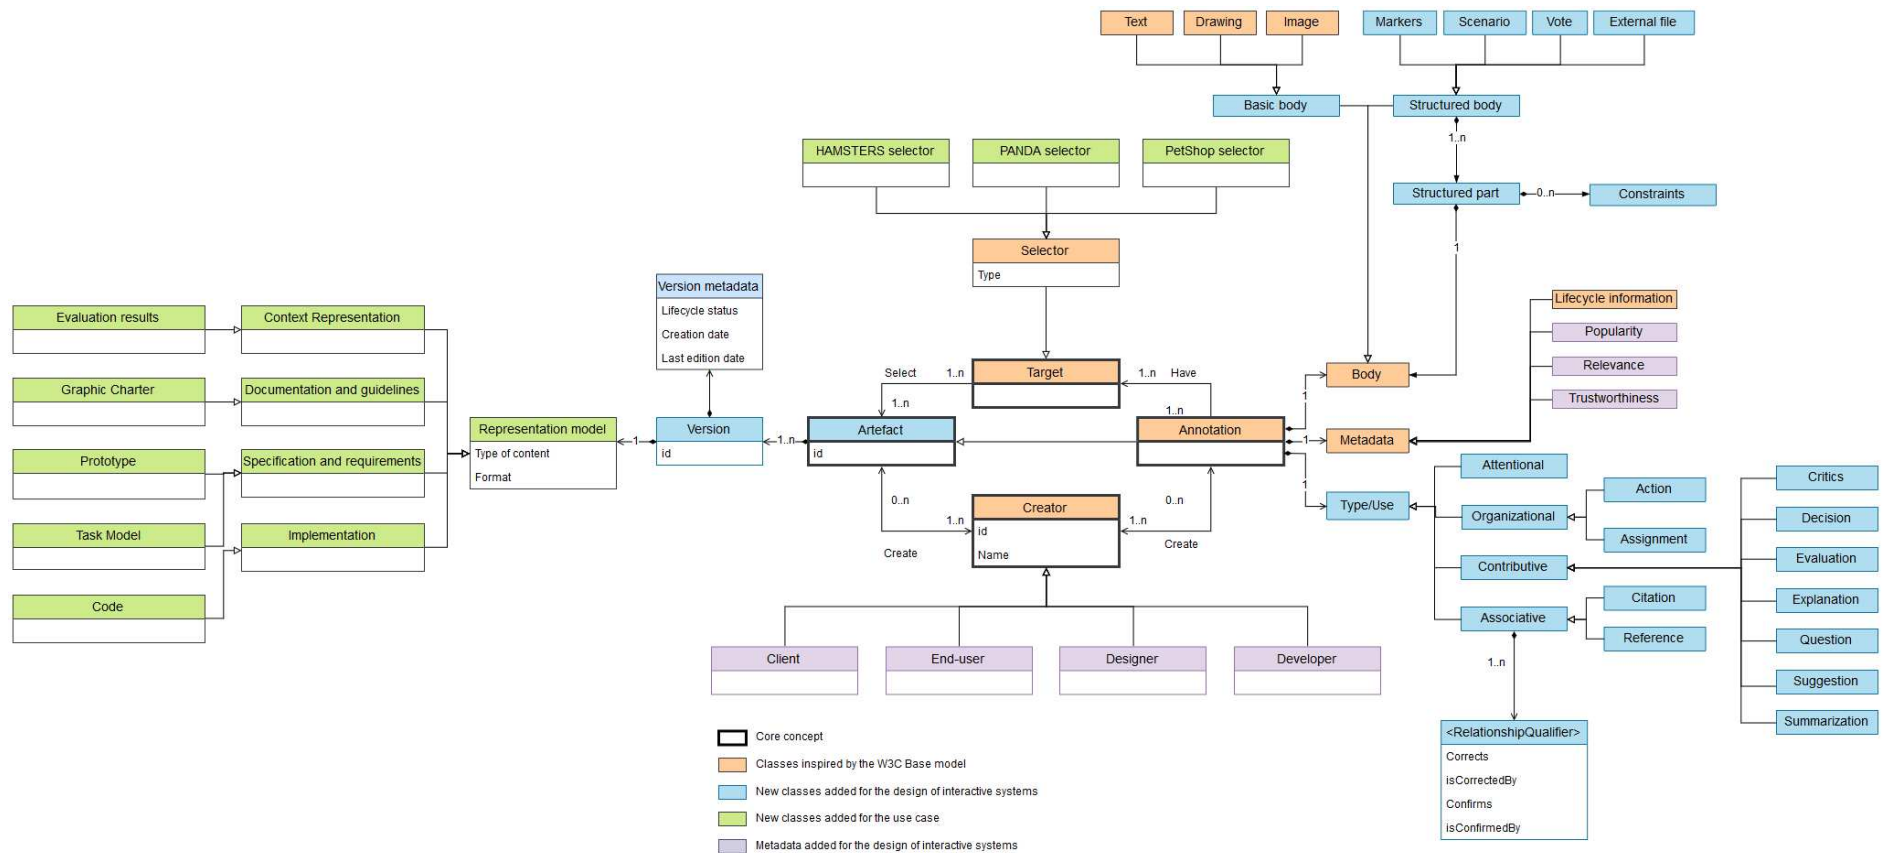 Text
Drawing
Image
Markers
Scenario
Vote
External file
Basic body
Structured body
1..n
HAMSTERS selector
PANDA selector
PetShop selector
Structured part
0..n
Constraints
1
Selector
Type
Version metadata
Lifecycle status
Creation date
Last edition date
Lifecycle information
Popularity
Relevance
Trustworthiness
Evaluation results
Context Representation
Graphic Charter
Documentation and guidelines
Prototype
Specification and requirements
Task Model
Implementation
Code
Representation model
Type of content
Format
1
Version
id
1..n
Artefact
id
Select
1..n
1..n
Target
1..n
Have
1..n
Annotation
1
Body
1
Metadata
1
Type/Use
0..n
1..n
Create
Creator
id
Name
0..n
1..n
Create
Attentional
Organizational
Action
Assignment
Contributive
Associative
Citation
Reference
Critics
Decision
Evaluation
Explanation
Question
Suggestion
Summarization
1..n
<RelationshipQualifier>
Corrects
isCorrectedBy
Confirms
isConfirmedBy
Client
End-user
Designer
Developer
Core concept
Classes inspired by the W3C Base model
New classes added for the design of interactive systems
New classes added for the use case
Metadata added for the design of interactive systems